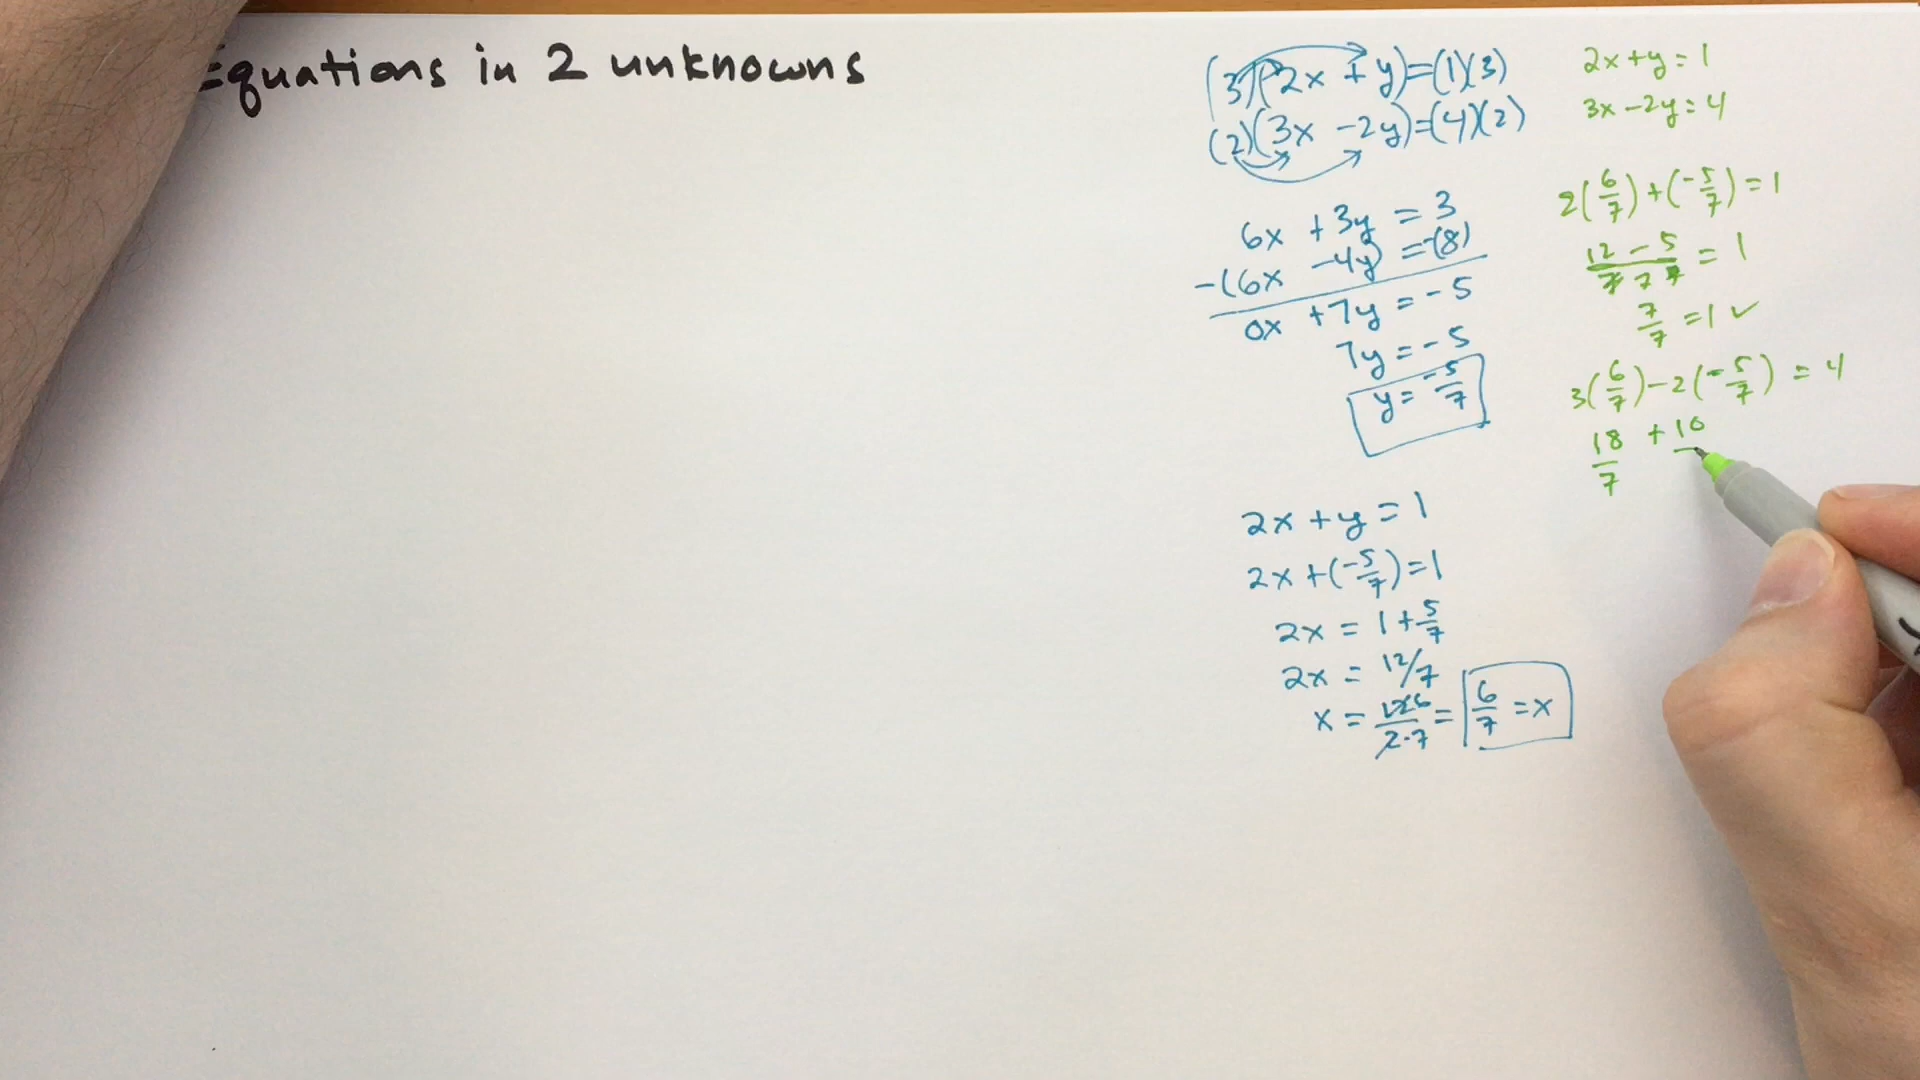 Equations in 2 unknowns
(3)(2x + y)=(1)(3)
(2)(3x - 2y)=(4)(2)
6x + 3y = 3
-(6x - 4y) = -(8)
0x + 7y = -5
7y = -5
y = -5/7
2x + y = 1
2x + (-5/7) = 1
2x = 1 + 5/7
2x = 12/7
x = 12 6/2·7 = 6/7 = x
2x + y = 1
3x - 2y = 4
2(6/7) + (-5/7) = 1
12 - 5/7 = 1
7/7 = 1 ✓
3(6/7) - 2(-5/7) = 4
18/7 + 10